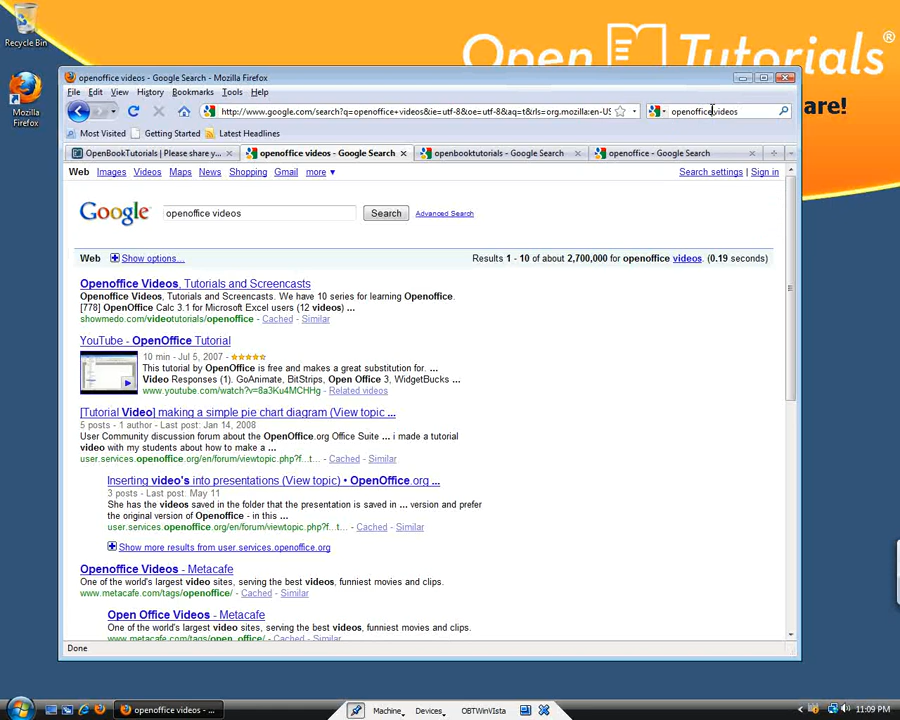 Recycle Bin
Mozilla
Firefox
Open Tutorials®
are!
openoffice videos - Google Search - Mozilla Firefox
File Edit View History Bookmarks Tools Help
http://www.google.com/search?q=openoffice+videos&ie=utf-8&oe=utf-8&aq=t&rls=org.mozilla:en-US
openoffice videos
Most Visited Getting Started Latest Headlines
OpenBookTutorials | Please share y...
openoffice videos - Google Search
openbooktutorials - Google Search
openoffice - Google Search
Web Images Videos Maps News Shopping Gmail more ▼
Search settings | Sign in
Google
openoffice videos
Search
Advanced Search
Web Show options...
Results 1 - 10 of about 2,700,000 for openoffice videos. (0.19 seconds)
Openoffice Videos, Tutorials and Screencasts
Openoffice Videos, Tutorials and Screencasts. We have 10 series for learning Openoffice.
[778] OpenOffice Calc 3.1 for Microsoft Excel users (12 videos) ...
showmedo.com/videotutorials/openoffice - Cached - Similar
YouTube - OpenOffice Tutorial
10 min - Jul 5, 2007 -
This tutorial by OpenOffice is free and makes a great substitution for. ...
Video Responses (1). GoAnimate, BitStrips, Open Office 3, WidgetBucks ...
www.youtube.com/watch?v=8a3Ku4MCHHg - Related videos
[Tutorial Video] making a simple pie chart diagram (View topic ...
5 posts - 1 author - Last post: Jan 14, 2008
User Community discussion forum about the OpenOffice.org Office Suite ... i made a tutorial
video with my students about how to make a ...
user.services.openoffice.org/en/forum/viewtopic.php?f...t... - Cached - Similar
Inserting video's into presentations (View topic) • OpenOffice.org ...
3 posts - Last post: May 11
She has the videos saved in the folder that the presentation is saved in ... version and prefer
the original version of Openoffice - in this ...
user.services.openoffice.org/en/forum/viewtopic.php?f...t... - Cached - Similar
Show more results from user.services.openoffice.org
Openoffice Videos - Metacafe
One of the world's largest video sites, serving the best videos, funniest movies and clips.
www.metacafe.com/tags/openoffice/ - Cached - Similar
Open Office Videos - Metacafe
One of the world's largest video sites, serving the best videos, funniest movies and clips.
www.metacafe.com/tags/open_office/ - Cached - Similar
Done
openoffice videos - ...
Machine
Devices
OBTWinVIsta
11:09 PM